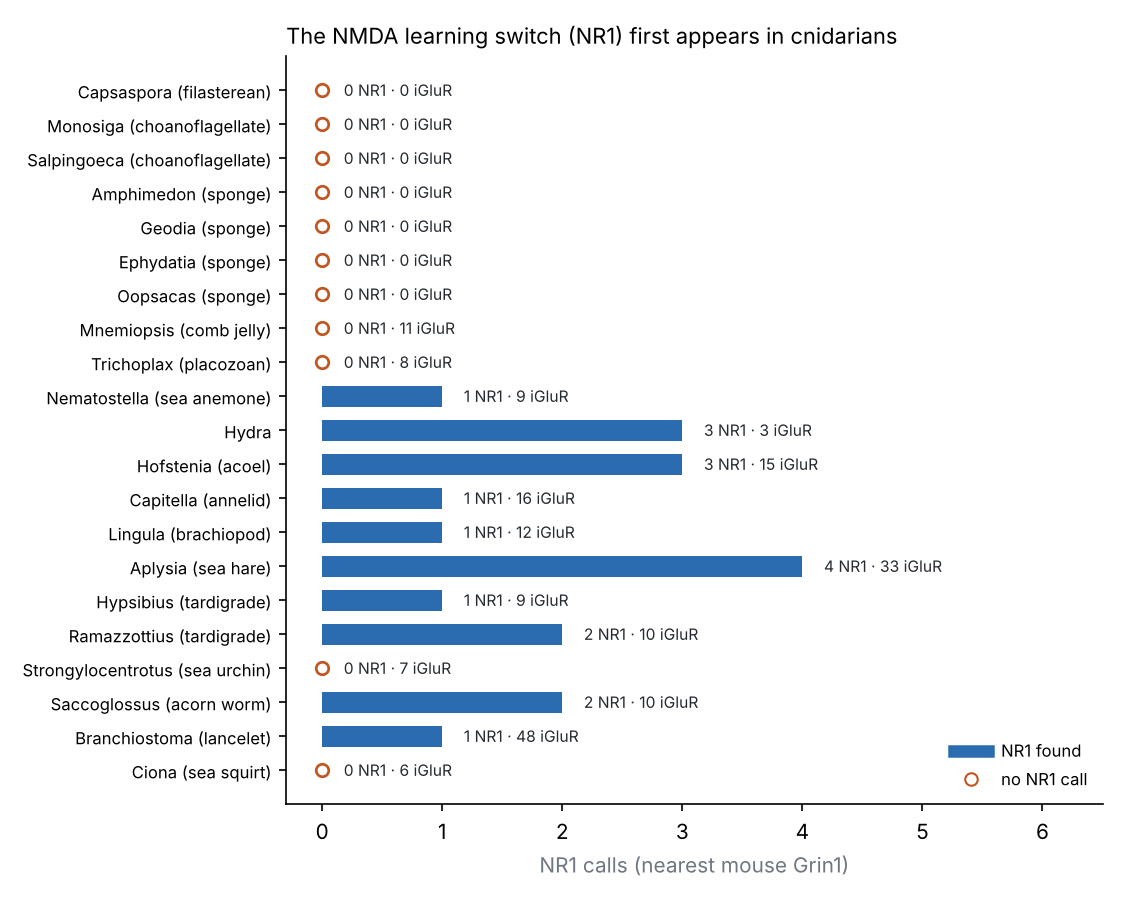 The NMDA learning switch (NR1) first appears in cnidarians
Capsaspora (filasterean) 0 NR1 · 0 iGluR
Monosiga (choanoflagellate) 0 NR1 · 0 iGluR
Salpingoeca (choanoflagellate) 0 NR1 · 0 iGluR
Amphimedon (sponge) 0 NR1 · 0 iGluR
Geodia (sponge) 0 NR1 · 0 iGluR
Ephydatia (sponge) 0 NR1 · 0 iGluR
Oopsacas (sponge) 0 NR1 · 0 iGluR
Mnemiopsis (comb jelly) 0 NR1 · 11 iGluR
Trichoplax (placozoan) 0 NR1 · 8 iGluR
Nematostella (sea anemone) 1 NR1 · 9 iGluR
Hydra 3 NR1 · 3 iGluR
Hofstenia (acoel) 3 NR1 · 15 iGluR
Capitella (annelid) 1 NR1 · 16 iGluR
Lingula (brachiopod) 1 NR1 · 12 iGluR
Aplysia (sea hare) 4 NR1 · 33 iGluR
Hypsibius (tardigrade) 1 NR1 · 9 iGluR
Ramazzottius (tardigrade) 2 NR1 · 10 iGluR
Strongylocentrotus (sea urchin) 0 NR1 · 7 iGluR
Saccoglossus (acorn worm) 2 NR1 · 10 iGluR
Branchiostoma (lancelet) 1 NR1 · 48 iGluR
Ciona (sea squirt) 0 NR1 · 6 iGluR
NR1 found
no NR1 call
0 1 2 3 4 5 6
NR1 calls (nearest mouse Grin1)